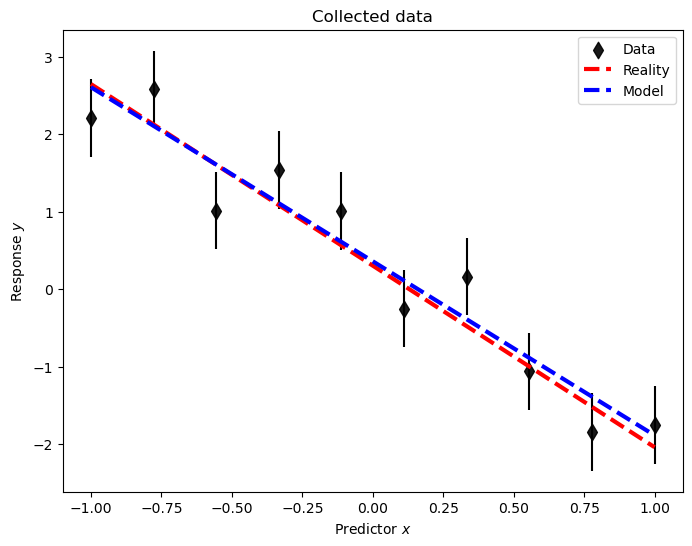 Collected data
Data
Reality
Model
Response y
3
2
1
0
−1
−2
−1.00 −0.75 −0.50 −0.25 0.00 0.25 0.50 0.75 1.00
Predictor x